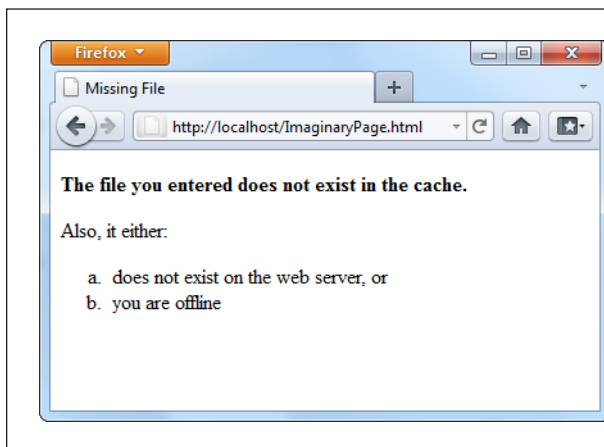 Firefox
Missing File
http://localhost/ImaginaryPage.html
The file you entered does not exist in the cache.
Also, it either:
a. does not exist on the web server, or
b. you are offline